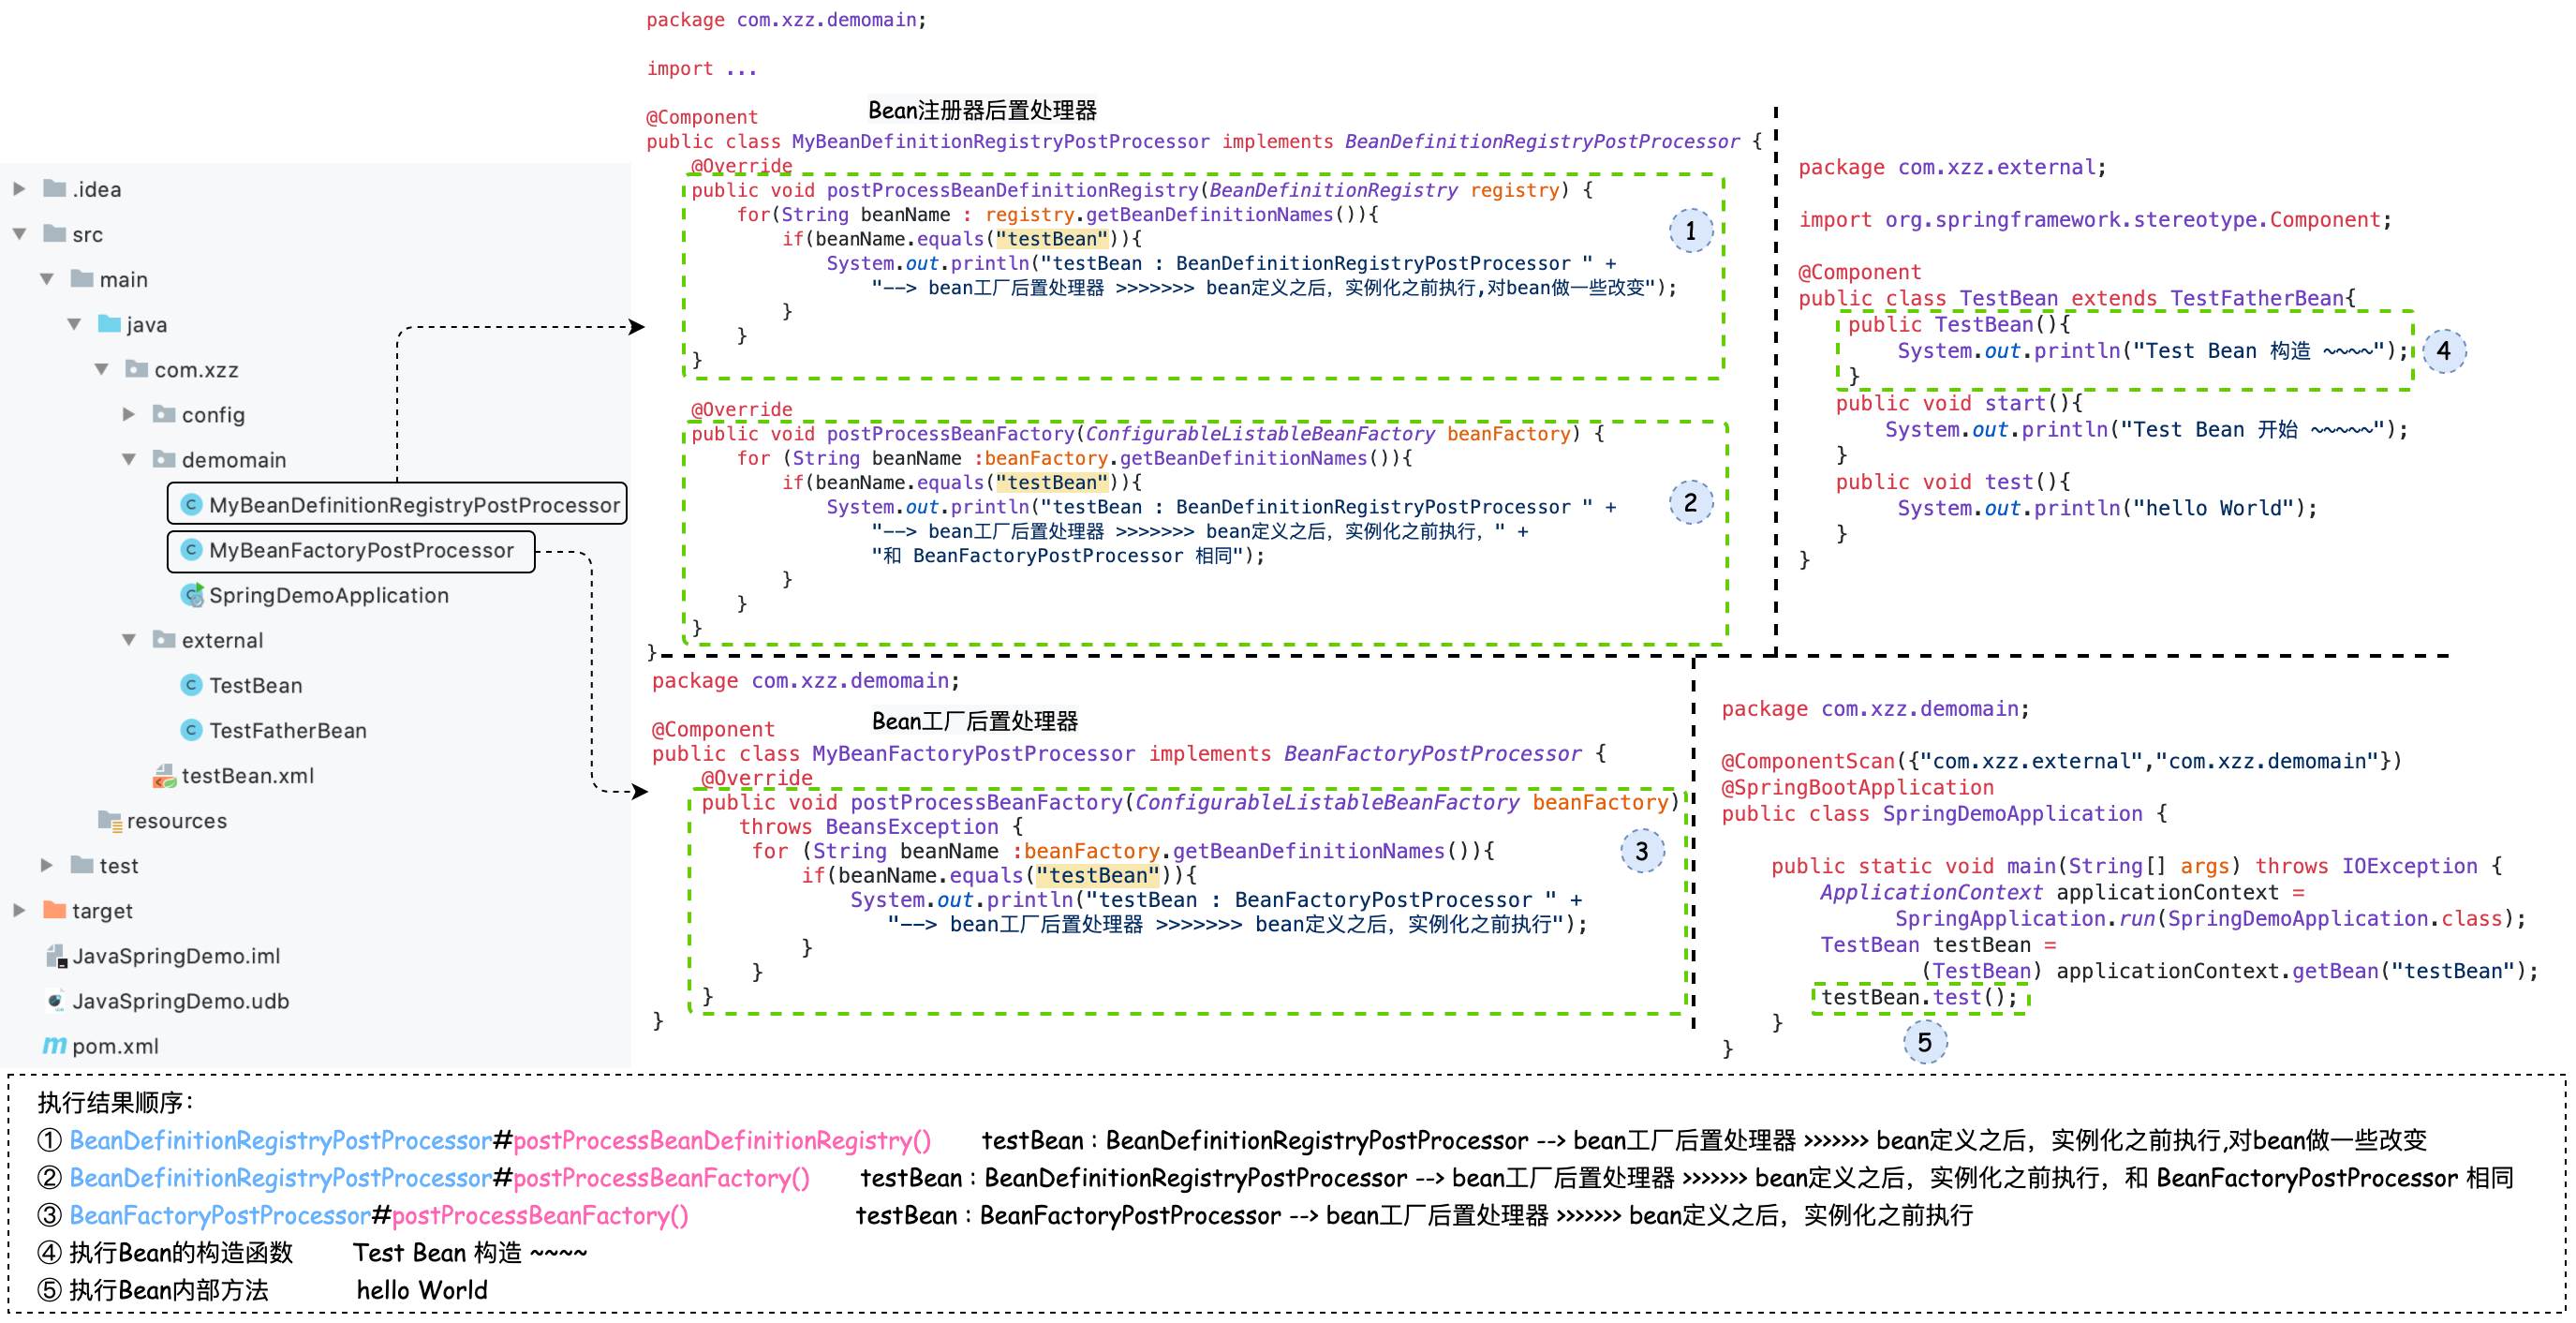 .idea
src
main
java
com.xzz
config
demomain
MyBeanDefinitionRegistryPostProcessor
MyBeanFactoryPostProcessor
SpringDemoApplication
external
TestBean
TestFatherBean
testBean.xml
resources
test
target
JavaSpringDemo.iml
JavaSpringDemo.udb
pom.xml
package com.xzz.demomain;
import ...
Bean注册器后置处理器
@Component
public class MyBeanDefinitionRegistryPostProcessor implements BeanDefinitionRegistryPostProcessor {
@Override
public void postProcessBeanDefinitionRegistry(BeanDefinitionRegistry registry) {
for(String beanName : registry.getBeanDefinitionNames()){
if(beanName.equals("testBean")){
System.out.println("testBean : BeanDefinitionRegistryPostProcessor " +
"--> bean工厂后置处理器 >>>>>>> bean定义之后，实例化之前执行,对bean做一些改变");
}
}
}
1
@Override
public void postProcessBeanFactory(ConfigurableListableBeanFactory beanFactory) {
for (String beanName :beanFactory.getBeanDefinitionNames()){
if(beanName.equals("testBean")){
System.out.println("testBean : BeanDefinitionRegistryPostProcessor " +
"--> bean工厂后置处理器 >>>>>>> bean定义之后，实例化之前执行，" +
"和 BeanFactoryPostProcessor 相同");
}
}
}
}
2
package com.xzz.external;
import org.springframework.stereotype.Component;
@Component
public class TestBean extends TestFatherBean{
public TestBean(){
System.out.println("Test Bean 构造 ~~~~");
}
4
public void start(){
System.out.println("Test Bean 开始 ~~~~~");
}
public void test(){
System.out.println("hello World");
}
}
package com.xzz.demomain;
Bean工厂后置处理器
@Component
public class MyBeanFactoryPostProcessor implements BeanFactoryPostProcessor {
@Override
public void postProcessBeanFactory(ConfigurableListableBeanFactory beanFactory)
throws BeansException {
for (String beanName :beanFactory.getBeanDefinitionNames()){
if(beanName.equals("testBean")){
System.out.println("testBean : BeanFactoryPostProcessor " +
"--> bean工厂后置处理器 >>>>>>> bean定义之后，实例化之前执行");
}
}
}
}
3
package com.xzz.demomain;
@ComponentScan({"com.xzz.external","com.xzz.demomain"})
@SpringBootApplication
public class SpringDemoApplication {
public static void main(String[] args) throws IOException {
ApplicationContext applicationContext =
SpringApplication.run(SpringDemoApplication.class);
TestBean testBean =
(TestBean) applicationContext.getBean("testBean");
testBean.test();
}
}
5
执行结果顺序：
① BeanDefinitionRegistryPostProcessor#postProcessBeanDefinitionRegistry() testBean : BeanDefinitionRegistryPostProcessor --> bean工厂后置处理器 >>>>>>> bean定义之后，实例化之前执行,对bean做一些改变
② BeanDefinitionRegistryPostProcessor#postProcessBeanFactory() testBean : BeanDefinitionRegistryPostProcessor --> bean工厂后置处理器 >>>>>>> bean定义之后，实例化之前执行，和 BeanFactoryPostProcessor 相同
③ BeanFactoryPostProcessor#postProcessBeanFactory() testBean : BeanFactoryPostProcessor --> bean工厂后置处理器 >>>>>>> bean定义之后，实例化之前执行
④ 执行Bean的构造函数 Test Bean 构造 ~~~~
⑤ 执行Bean内部方法 hello World